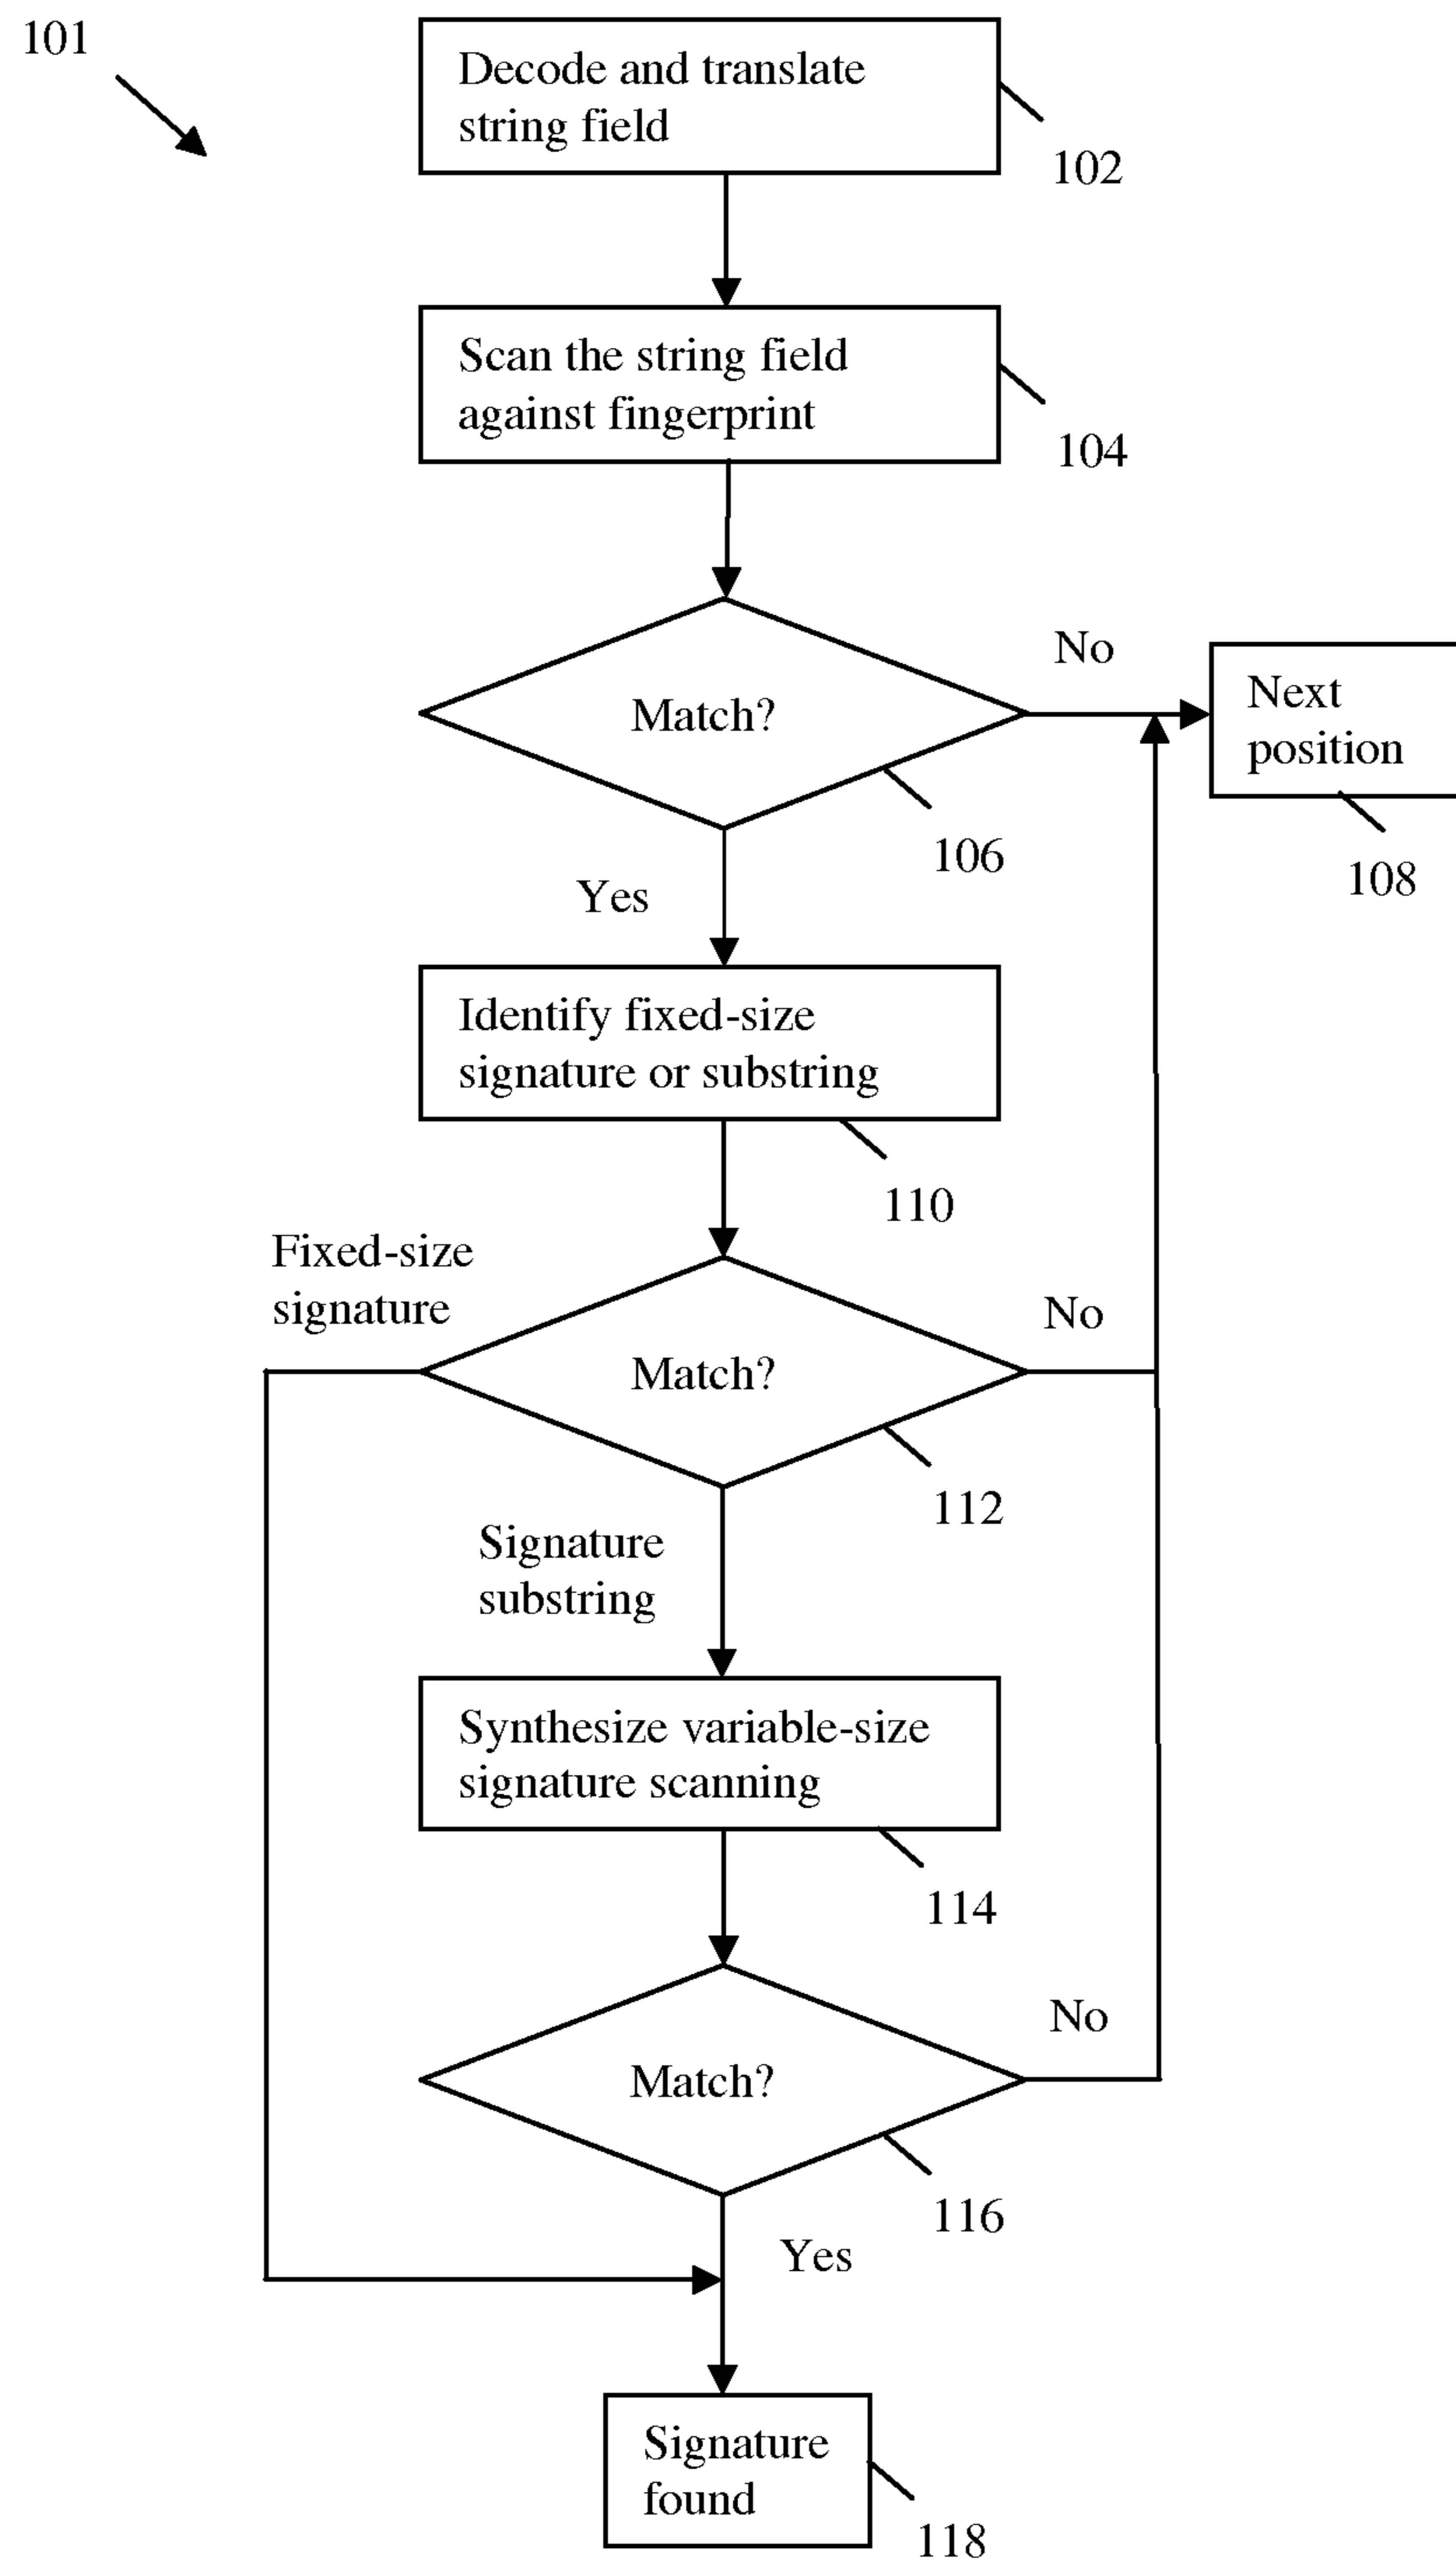 101
Decode and translate
string field
102
Scan the string field
against fingerprint
104
Match?
No
Next
position
106
108
Yes
Identify fixed-size
signature or substring
110
Fixed-size
signature
Match?
No
112
Signature
substring
Synthesize variable-size
signature scanning
114
Match?
No
116
Yes
Signature
found
118